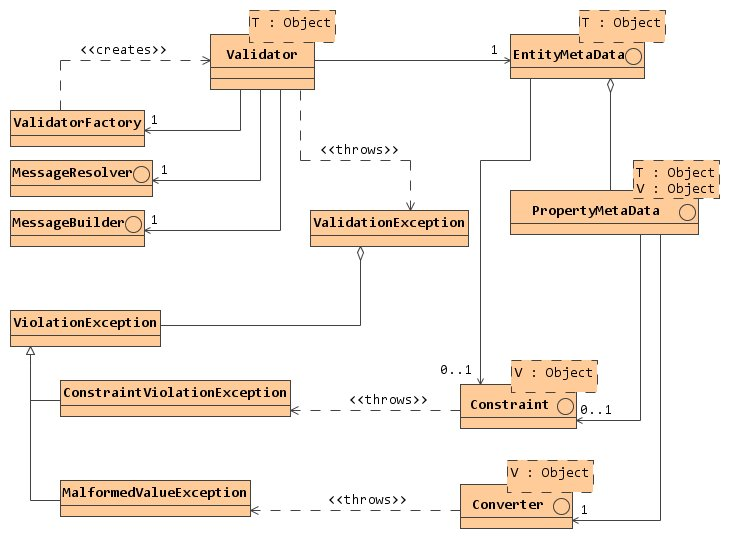 T : Object
Validator
<<creates>>
1
T : Object
EntityMetaData
ValidatorFactory
1
MessageResolver
1
MessageBuilder
1
<<throws>>
ValidationException
T : Object
V : Object
PropertyMetaData
ViolationException
ConstraintViolationException
<<throws>>
0..1
V : Object
Constraint
0..1
MalformedValueException
<<throws>>
V : Object
Converter
1